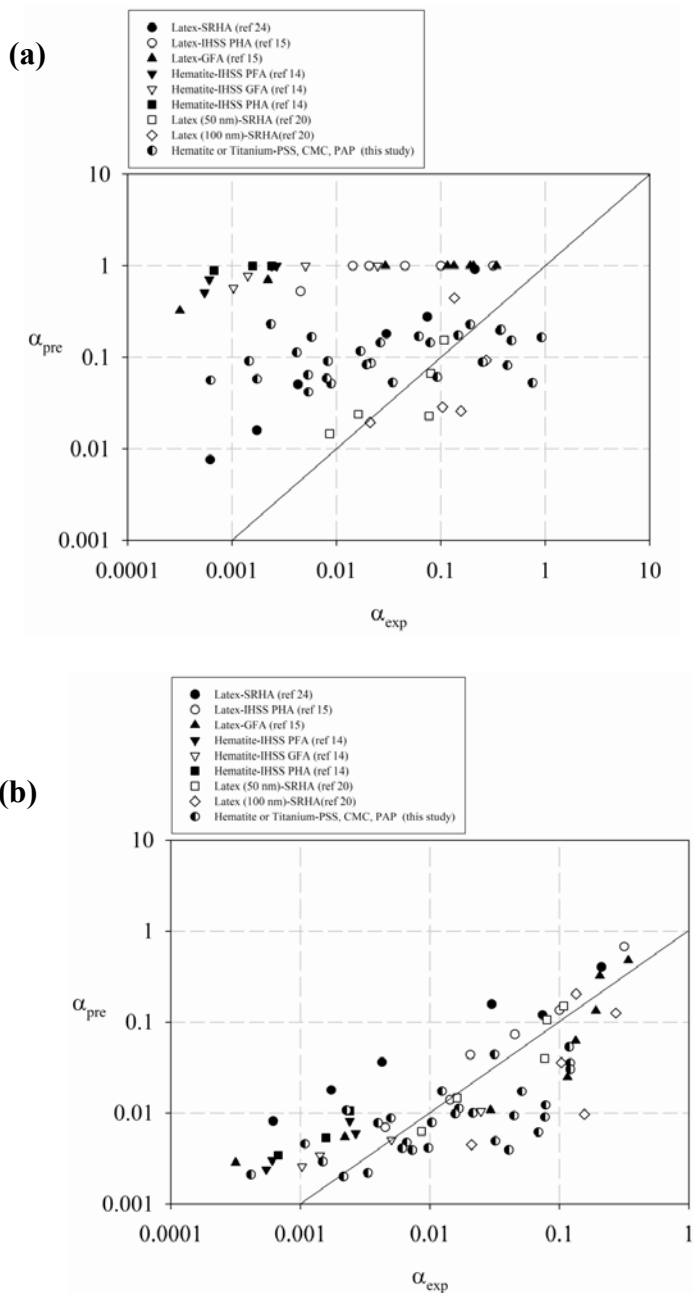 (a)
Latex-SRHA (ref 24)
Latex-IHSS PHA (ref 15)
Latex-GFA (ref 15)
Hematite-IHSS PFA (ref 14)
Hematite-IHSS GFA (ref 14)
Hematite-IHSS PHA (ref 14)
Latex (50 nm)-SRHA (ref 20)
Latex (100 nm)-SRHA(ref 20)
Hematite or Titanium-PSS, CMC, PAP (this study)
10
1
αpre
0.1
0.01
0.001
0.0001 0.001 0.01 0.1 1 10
αexp
(b)
Latex-SRHA (ref 24)
Latex-IHSS PHA (ref 15)
Latex-GFA (ref 15)
Hematite-IHSS PFA (ref 14)
Hematite-IHSS GFA (ref 14)
Hematite-IHSS PHA (ref 14)
Latex (50 nm)-SRHA (ref 20)
Latex (100 nm)-SRHA(ref 20)
Hematite or Titanium-PSS, CMC, PAP (this study)
10
1
αpre
0.1
0.01
0.001
0.0001 0.001 0.01 0.1 1
αexp